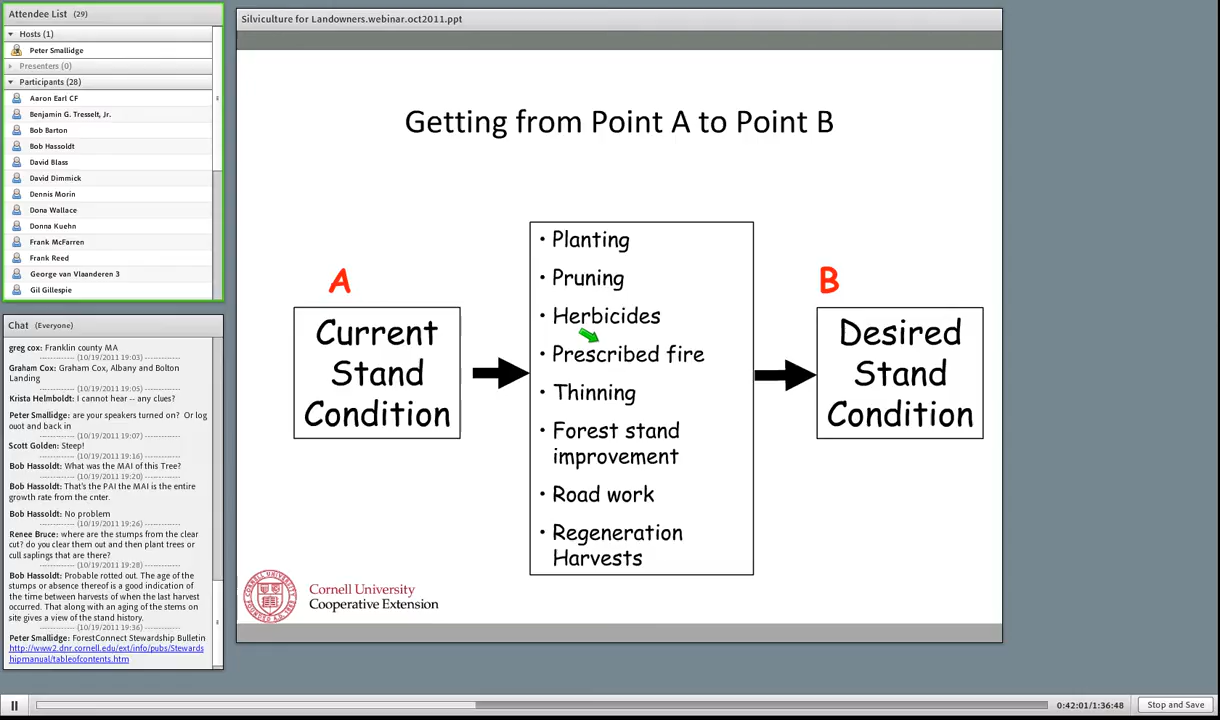 Attendee List (29)
Hosts (1)
Peter Smallidge
Presenters (0)
Participants (28)
Aaron Earl CF
Benjamin G. Tresselt, Jr.
Bob Barton
Bob Hassoldt
David Blass
David Dimmick
Dennis Morin
Dona Wallace
Donna Kuehn
Frank McFarren
Frank Reed
George van Vlaanderen 3
Gil Gillespie
Chat (Everyone)
greg cox: Franklin county MA
------------ (10/19/2011 19:03) ------------
Graham Cox: Graham Cox, Albany and Bolton
Landing
------------ (10/19/2011 19:05) ------------
Krista Helmboldt: I cannot hear -- any clues?
Peter Smallidge: are your speakers turned on? Or log
ouot and back in
------------ (10/19/2011 19:07) ------------
Scott Golden: Steep!
------------ (10/19/2011 19:16) ------------
Bob Hassoldt: What was the MAI of this Tree?
------------ (10/19/2011 19:20) ------------
Bob Hassoldt: That's the PAI the MAI is the entire
growth rate from the cnter.
Bob Hassoldt: No problem
------------ (10/19/2011 19:26) ------------
Renee Bruce: where are the stumps from the clear
cut? do you clear them out and then plant trees or
cull saplings that are there?
------------ (10/19/2011 19:28) ------------
Bob Hassoldt: Probable rotted out. The age of the
stumps or absence thereof is a good indication of
the time between harvests of when the last harvest
occurred. That along with an aging of the stems on
site gives a view of the stand history.
------------ (10/19/2011 19:36) ------------
Peter Smallidge: ForestConnect Stewardship Bulletin
http://www2.dnr.cornell.edu/ext/info/pubs/Stewards
hipmanual/tableofcontents.htm
Silviculture for Landowners.webinar.oct2011.ppt
Getting from Point A to Point B
A
Current
Stand
Condition
• Planting
• Pruning
• Herbicides
• Prescribed fire
• Thinning
• Forest stand
improvement
• Road work
• Regeneration
Harvests
B
Desired
Stand
Condition
Cornell University
Cooperative Extension
0:42:01/1:36:48
Stop and Save